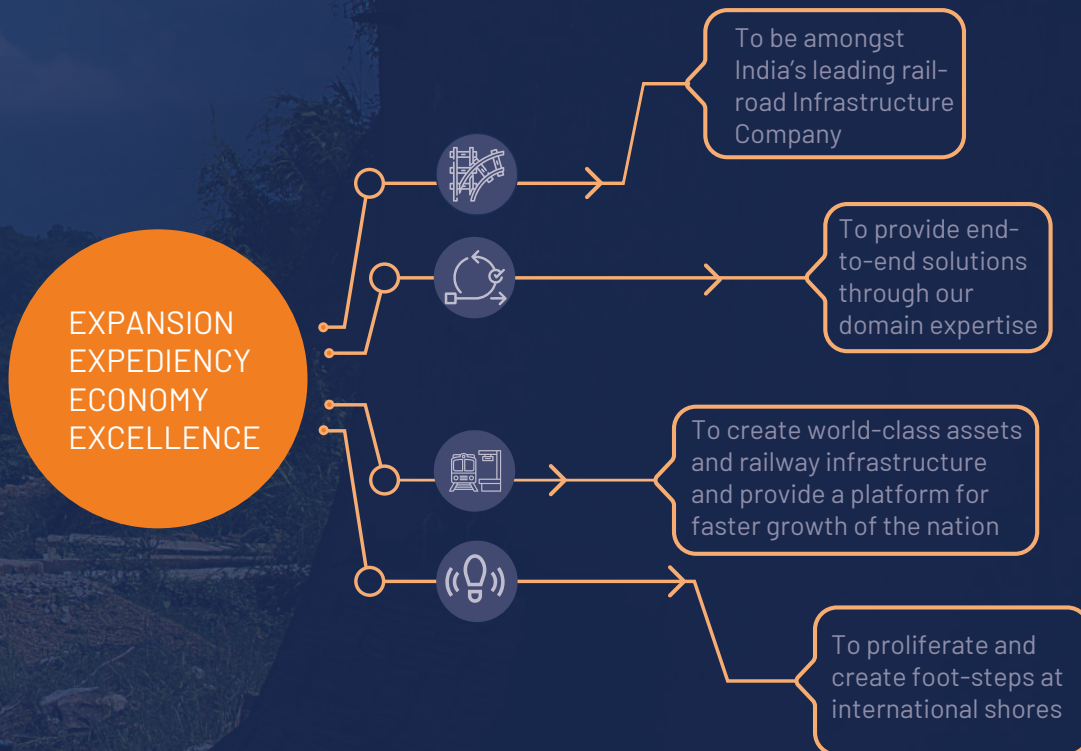 EXPANSION
EXPEDIENCY
ECONOMY
EXCELLENCE
To be amongst
India’s leading rail-
road Infrastructure
Company
To provide end-
to-end solutions
through our
domain expertise
To create world-class assets
and railway infrastructure
and provide a platform for
faster growth of the nation
To proliferate and
create foot-steps at
international shores